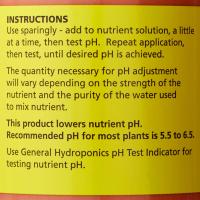 INSTRUCTIONS
Use sparingly - add to nutrient solution, a little
at a time, then test pH. Repeat application,
then test, until desired pH is achieved.
The quantity necessary for pH adjustment
will vary depending on the strength of the
nutrient and the purity of the water used
to mix nutrient.
This product lowers nutrient pH.
Recommended pH for most plants is 5.5 to 6.5.
Use General Hydroponics pH Test Indicator for
testing nutrient pH.